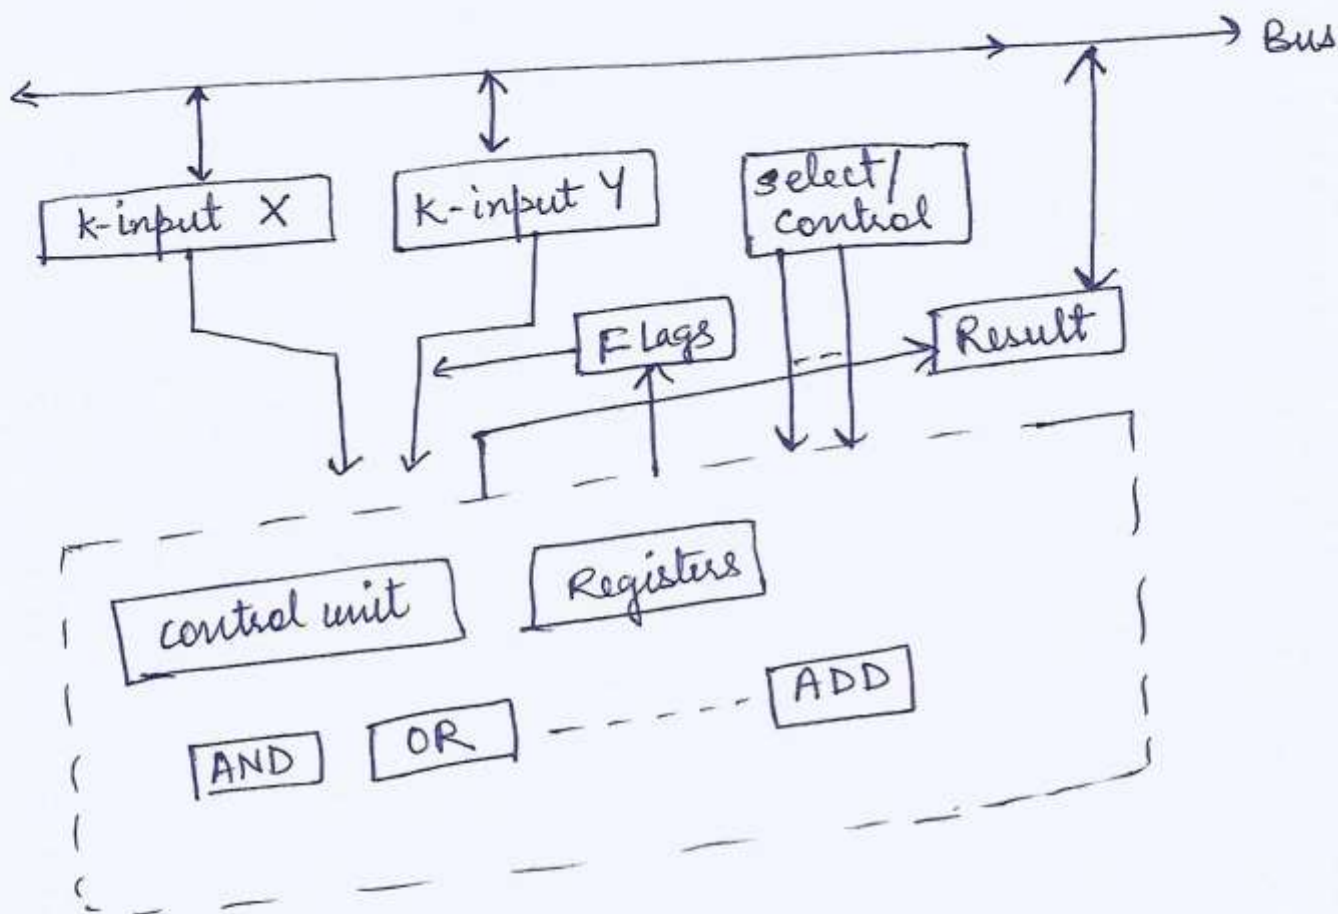 Bus
k-input X
K-input Y
select/
control
Flags
Result
control unit
Registers
AND
OR
ADD